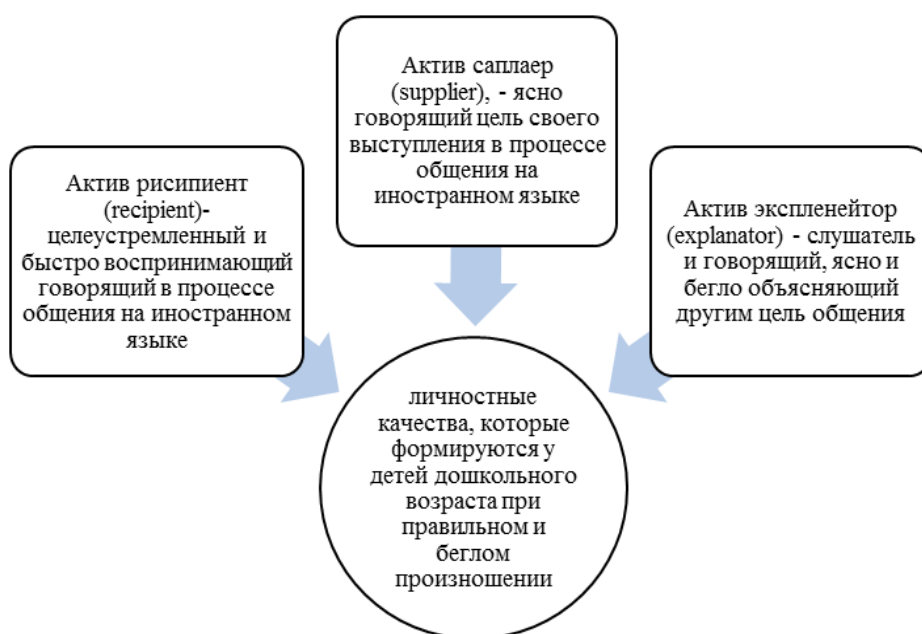 Актив рисипиент
(recipient)-
целеустремленный и
быстро воспринимающий
говорящий в процессе
общения на иностранном
языке
Актив саплаер
(supplier), - ясно
говорящий цель своего
выступления в процессе
общения на
иностранном языке
Актив экспленейтор
(explanator) - слушатель
и говорящий, ясно и
бегло объясняющий
другим цель общения
личностные
качества, которые
формируются у
детей дошкольного
возраста при
правильном и
беглом
произношении